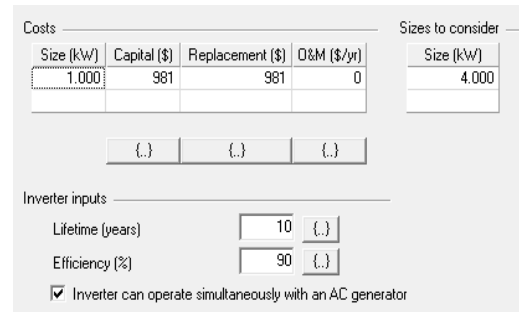 Costs Sizes to consider
Size (kW) Capital ($) Replacement ($) O&M ($/yr) Size (kW)
1.000 981 981 0 4.000
{..} {..} {..}
Inverter inputs
Lifetime (years) 10 {..}
Efficiency (%) 90 {..}
Inverter can operate simultaneously with an AC generator